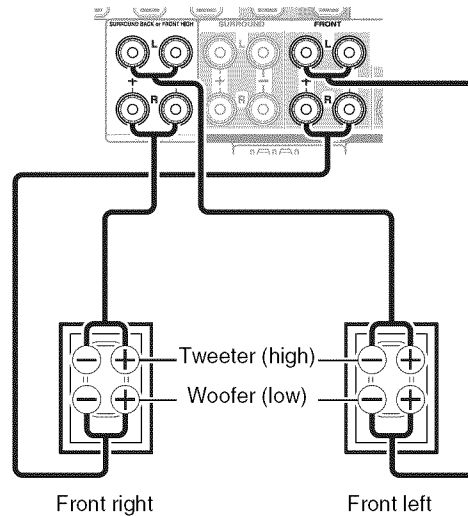 SURROUND BACK or FRONT HIGH SURROUND FRONT
L L L
+ − + − + −
R R R
− + Tweeter (high) − +
− + Woofer (low) − +
Front right Front left